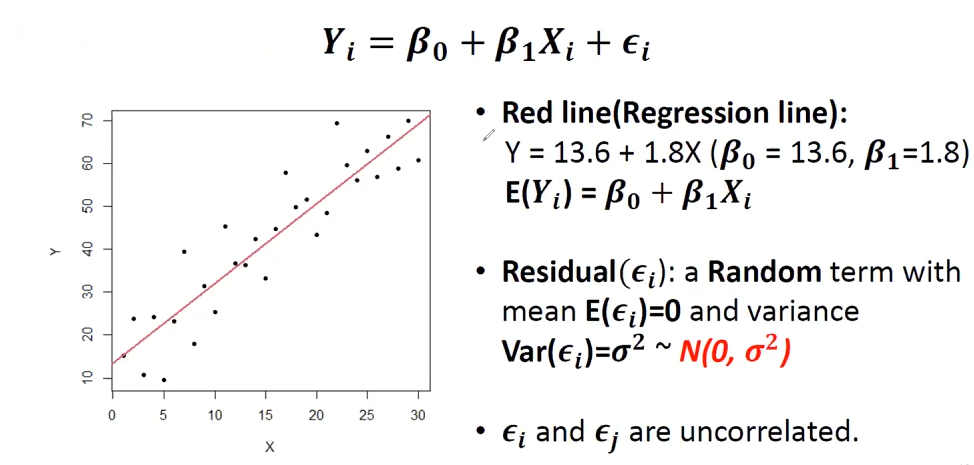 Yᵢ = β₀ + β₁Xᵢ + ϵᵢ
70
60
50
40
30
20
10
Y
0 5 10 15 20 25 30
X
• Red line(Regression line):
Y = 13.6 + 1.8X (β₀ = 13.6, β₁=1.8)
E(Yᵢ) = β₀ + β₁Xᵢ
• Residual(ϵᵢ): a Random term with
mean E(ϵᵢ)=0 and variance
Var(ϵᵢ)=σ² ~ N(0, σ²)
• ϵᵢ and ϵⱼ are uncorrelated.